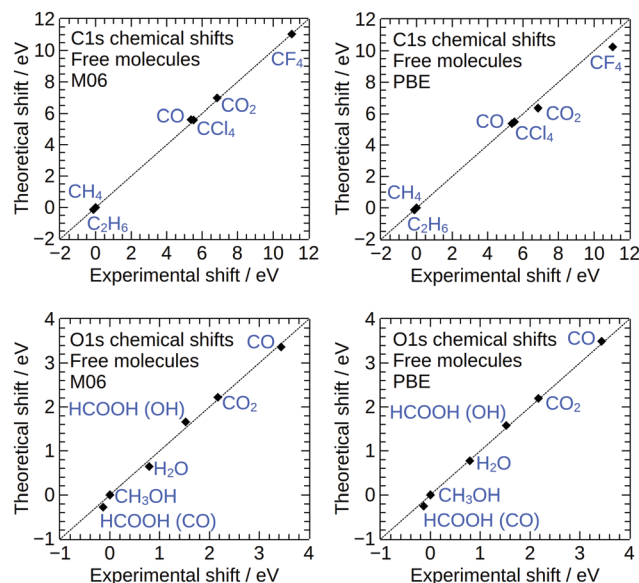 12
10
8
6
4
2
0
−2
Theoretical shift / eV
C1s chemical shifts
Free molecules
M06
CF₄
CO₂
CO
CCl₄
CH₄
C₂H₆
−2 0 2 4 6 8 10 12
Experimental shift / eV
12
10
8
6
4
2
0
−2
Theoretical shift / eV
C1s chemical shifts
Free molecules
PBE
CF₄
CO₂
CO
CCl₄
CH₄
C₂H₆
−2 0 2 4 6 8 10 12
Experimental shift / eV
4
3
2
1
0
−1
Theoretical shift / eV
O1s chemical shifts
Free molecules
M06
CO
CO₂
HCOOH (OH)
H₂O
CH₃OH
HCOOH (CO)
−1 0 1 2 3 4
Experimental shift / eV
4
3
2
1
0
−1
Theoretical shift / eV
O1s chemical shifts
Free molecules
PBE
CO
CO₂
HCOOH (OH)
H₂O
CH₃OH
HCOOH (CO)
−1 0 1 2 3 4
Experimental shift / eV